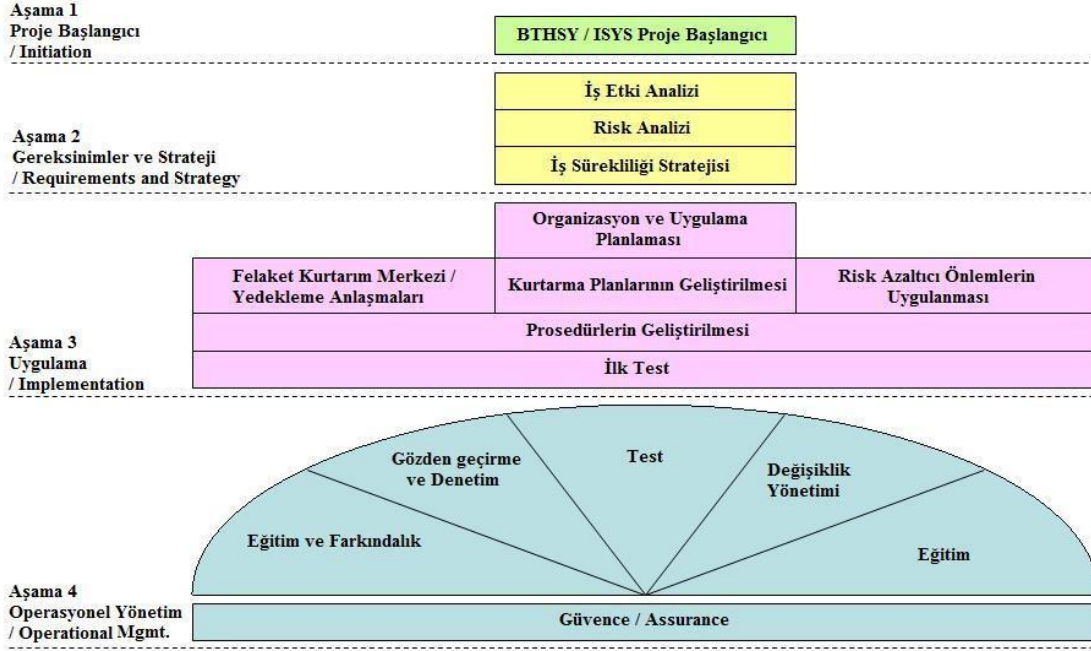 Aşama 1
Proje Başlangıcı
/ Initiation
BTHSY / ISYS Proje Başlangıcı
Aşama 2
Gereksinimler ve Strateji
/ Requirements and Strategy
İş Etki Analizi
Risk Analizi
İş Sürekliliği Stratejisi
Organizasyon ve Uygulama
Planlaması
Felaket Kurtarım Merkezi /
Yedekleme Anlaşmaları
Kurtarma Planlarının Geliştirilmesi
Risk Azaltıcı Önlemlerin
Uygulanması
Prosedürlerin Geliştirilmesi
İlk Test
Aşama 3
Uygulama
/ Implementation
Eğitim ve Farkındalık
Gözden geçirme
ve Denetim
Test
Değişiklik
Yönetimi
Eğitim
Aşama 4
Operasyonel Yönetim
/ Operational Mgmt.
Güvence / Assurance